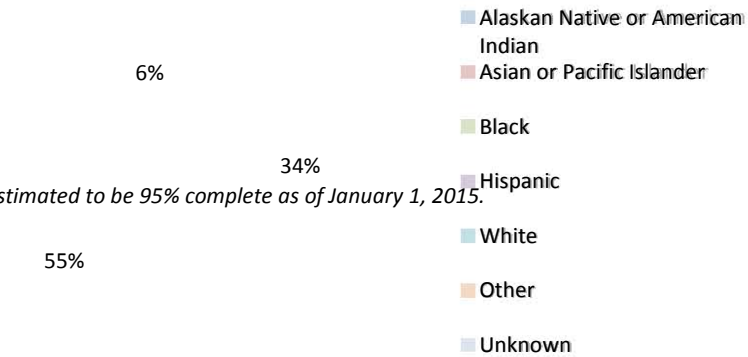 Alaskan Native or American
Indian
6%
Asian or Pacific Islander
Black
34%
Hispanic
stimated to be 95% complete as of January 1, 2015.
White
55%
Other
Unknown